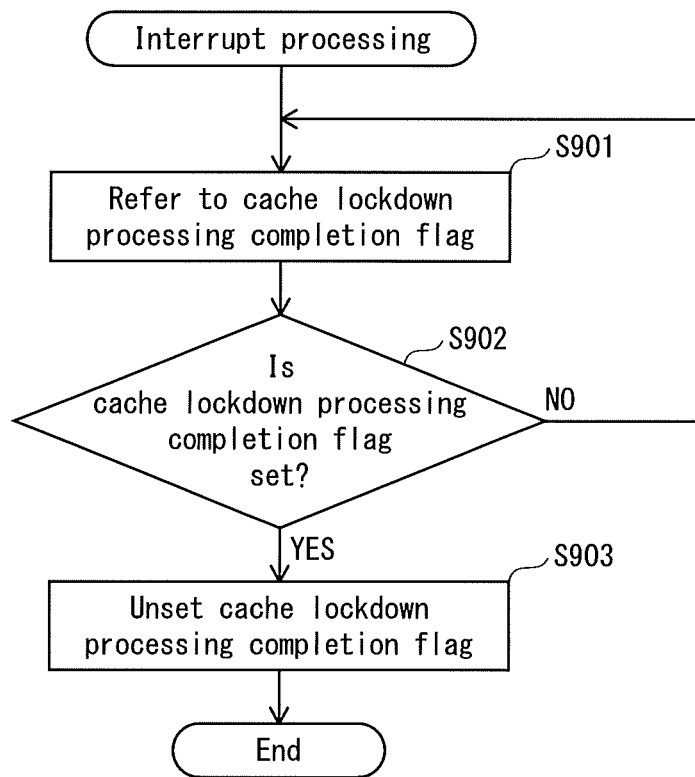 Interrupt processing
S901
Refer to cache lockdown
processing completion flag
S902
Is
cache lockdown processing
completion flag
set?
NO
YES
S903
Unset cache lockdown
processing completion flag
End